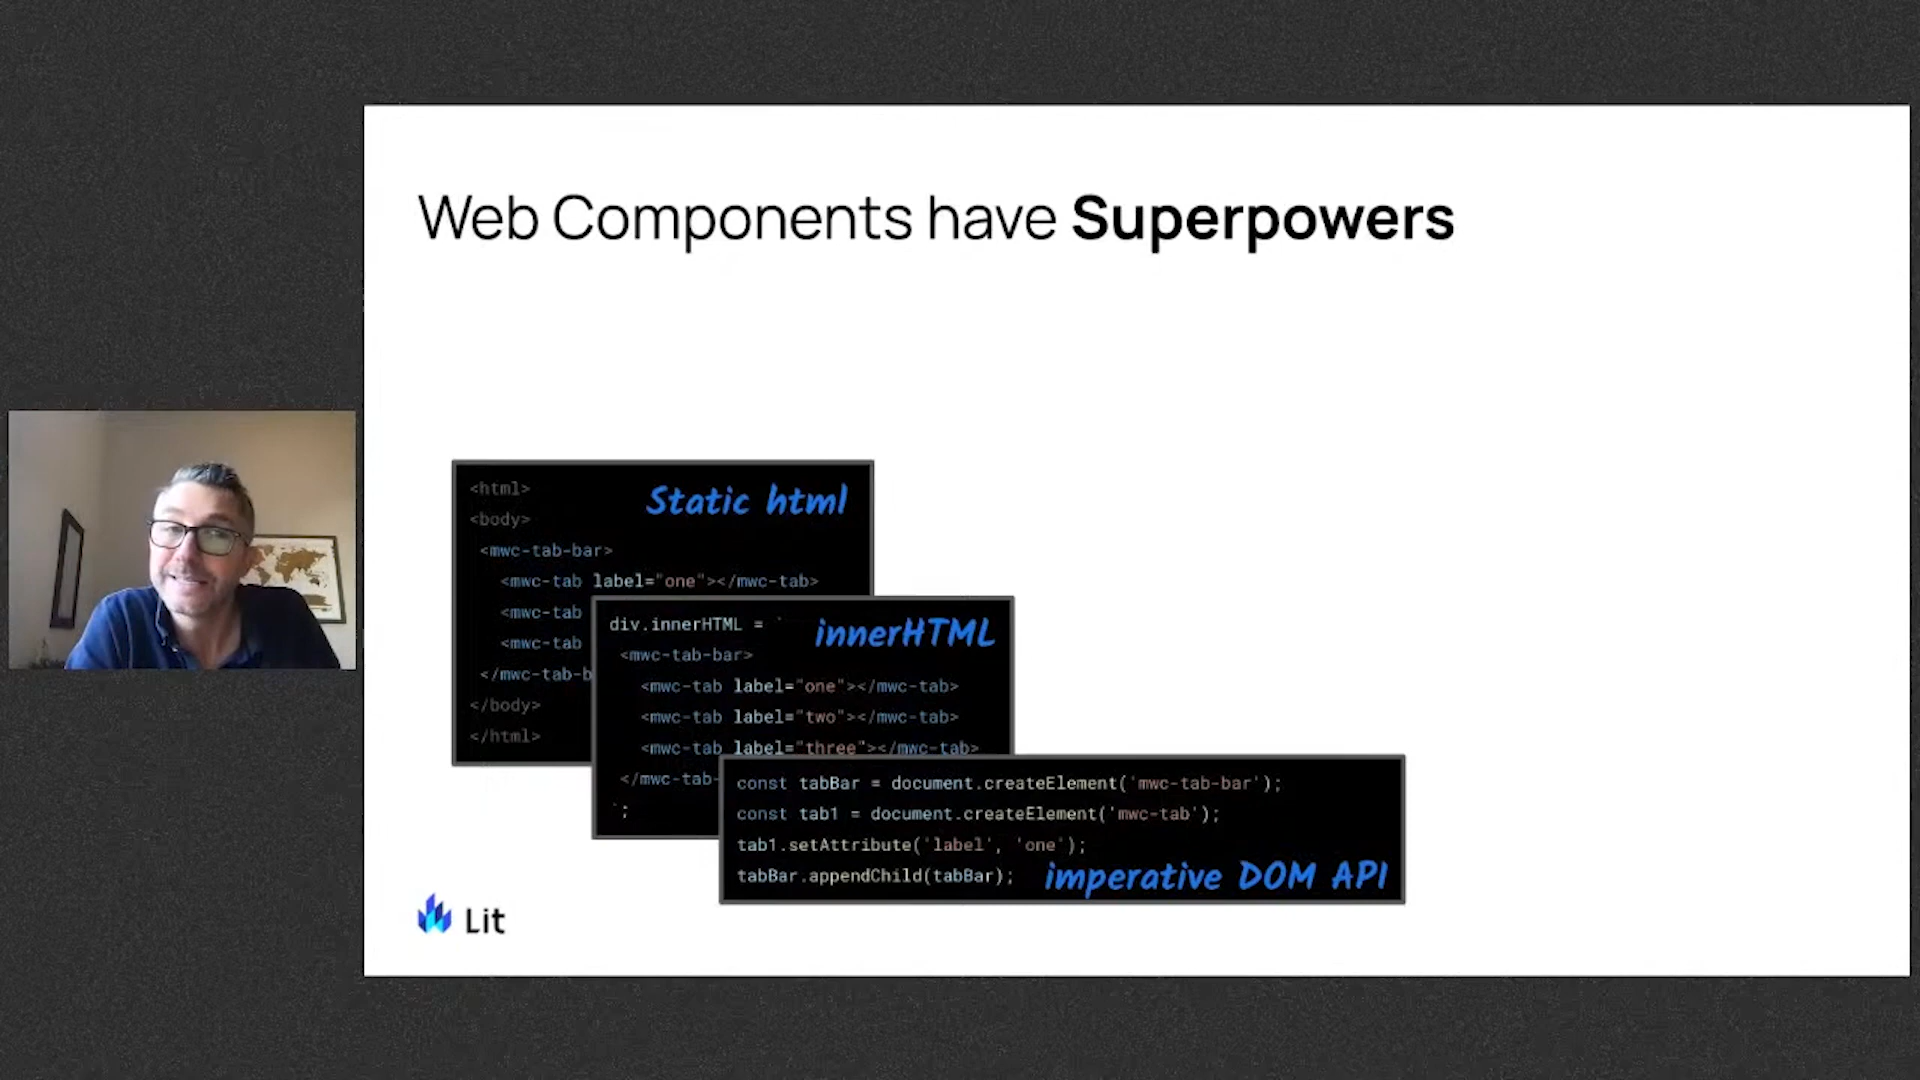 Web Components have Superpowers
<html>
Static html
<body>
<mwc-tab-bar>
<mwc-tab label="one"></mwc-tab>
<mwc-tab
<mwc-tab
</mwc-tab-b
</body>
</html>
div.innerHTML = `
innerHTML
<mwc-tab-bar>
<mwc-tab label="one"></mwc-tab>
<mwc-tab label="two"></mwc-tab>
<mwc-tab label="three"></mwc-tab>
</mwc-tab-
`;
const tabBar = document.createElement('mwc-tab-bar');
const tab1 = document.createElement('mwc-tab');
tab1.setAttribute('label', 'one');
tabBar.appendChild(tabBar);
imperative DOM API
Lit